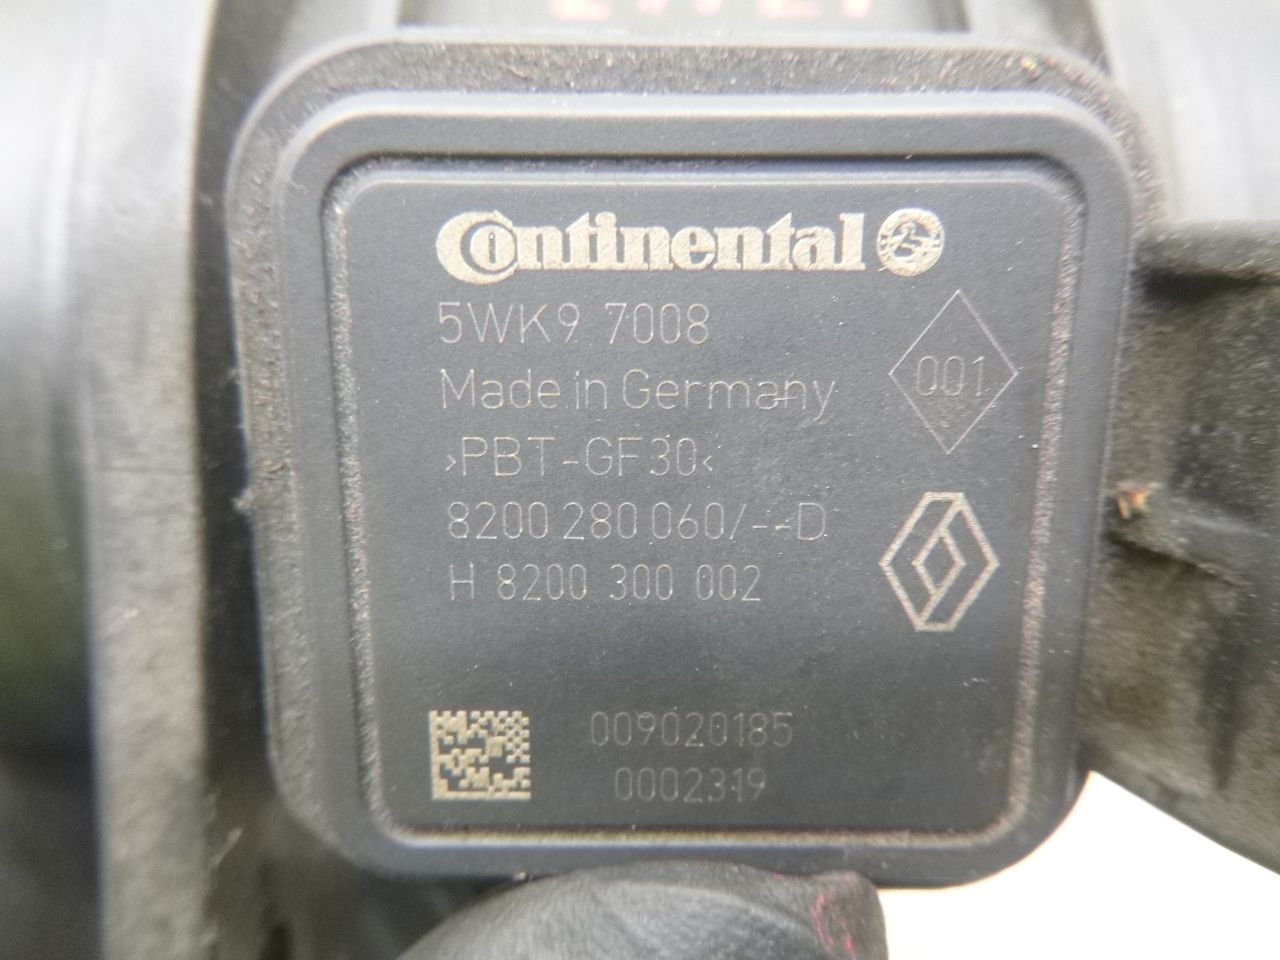 Continental
5WK9 7008
Made in Germany
001
>PBT-GF30<
8200 280 060/--D
H 8200 300 002
009020185
0002319